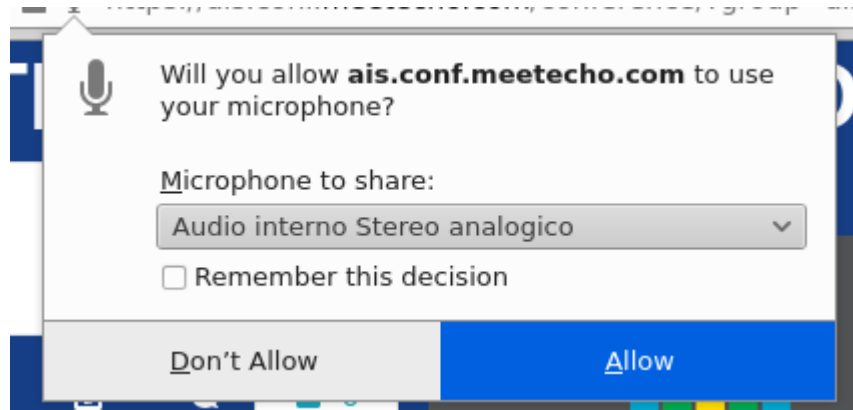 Will you allow ais.conf.meetecho.com to use
your microphone?
Microphone to share:
Audio interno Stereo analogico
Remember this decision
Don’t Allow
Allow